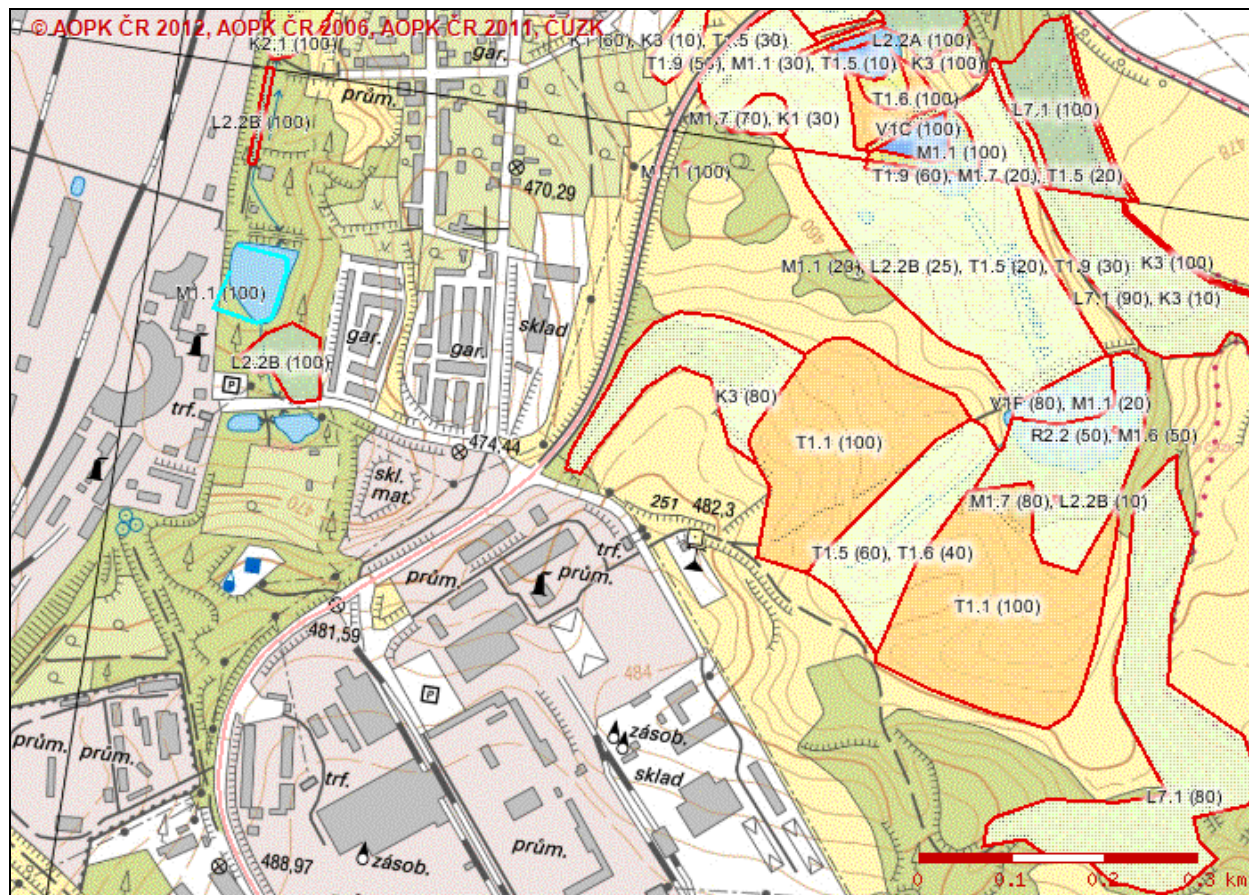 © AOPK ČR 2012, AOPK ČR 2006, AOPK ČR 2011, ČÚZK
K2.1 (100)
gar.
K1 (60), K3 (10), T1.5 (30)
L2.2A (100)
T1.9 (50), M1.1 (30), T1.5 (10)
K3 (100)
prům.
T1.6 (100)
L7.1 (100)
L2.2B (100)
M1.7 (70), K1 (30)
V1C (100)
M1.1 (100)
478
M1.1 (100)
T1.9 (60), M1.7 (20), T1.5 (20)
470,29
460
M1.1 (20), L2.2B (25), T1.5 (20), T1.9 (30)
K3 (100)
M1.1 (100)
L7.1 (90), K3 (10)
gar.
gar.
sklad
L2.2B (100)
P
trf.
K3 (80)
V1F (80), M1.1 (20)
R2.2 (50), M1.6 (50)
T1.1 (100)
474,44
skl.
mat.
251
482,3
M1.7 (80), L2.2B (10)
trf.
T1.5 (60), T1.6 (40)
prům.
prům.
T1.1 (100)
481,59
484
P
prům.
prům.
zásob.
sklad
trf.
L7.1 (80)
prům.
488,97
zásob.
0 0.1 0.2 0.3 km